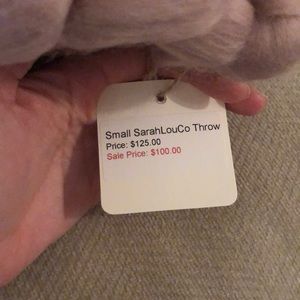 Small SarahLouCo Throw
Price: $125.00
Sale Price: $100.00